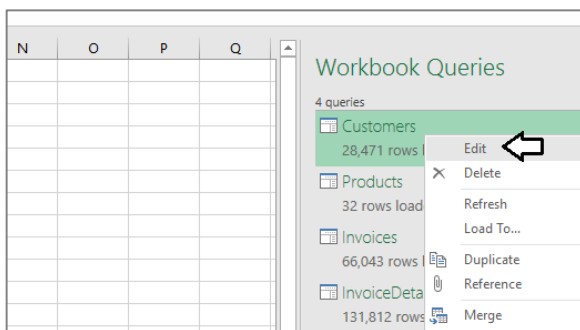 N O P Q
Workbook Queries
4 queries
Customers
28,471 rows
Edit
Delete
Products
32 rows load
Refresh
Load To...
Invoices
66,043 rows
Duplicate
Reference
InvoiceDeta
131,812 rows
Merge